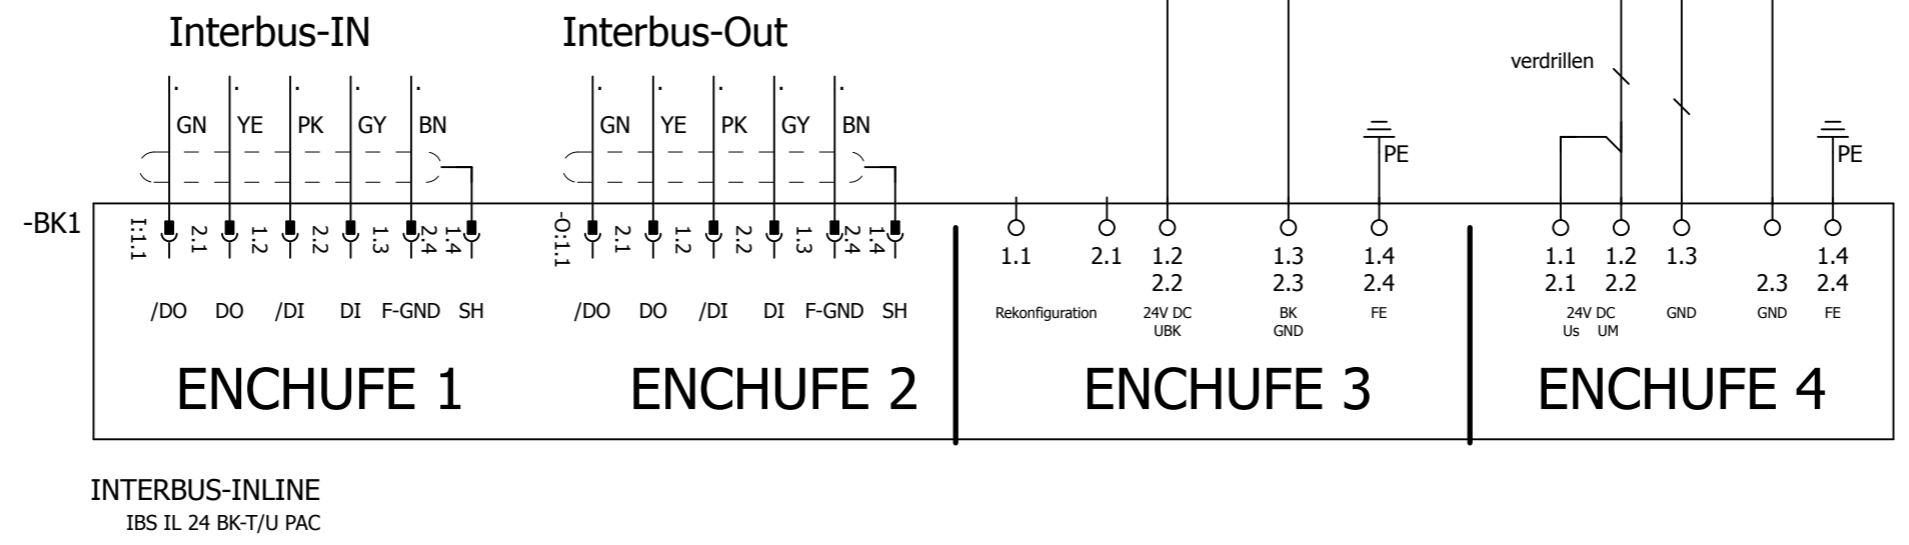 Interbus-IN Interbus-Out
verdrillen
. . . . . . . . . .
GN YE PK GY BN GN YE PK GY BN
PE PE
-BK1
I:1.1 2.1 1.2 2.2 1.3 2.4 1.4 -O:1.1 2.1 1.2 2.2 1.3 2.4 1.4
1.1 2.1 1.2 1.3 1.4 1.1 1.2 1.3 1.4
2.2 2.3 2.4 2.1 2.2 2.3 2.4
/DO DO /DI DI F-GND SH /DO DO /DI DI F-GND SH
Rekonfiguration 24V DC BK FE 24V DC GND GND FE
UBK GND Us UM
ENCHUFE 1 ENCHUFE 2 ENCHUFE 3 ENCHUFE 4
INTERBUS-INLINE
IBS IL 24 BK-T/U PAC